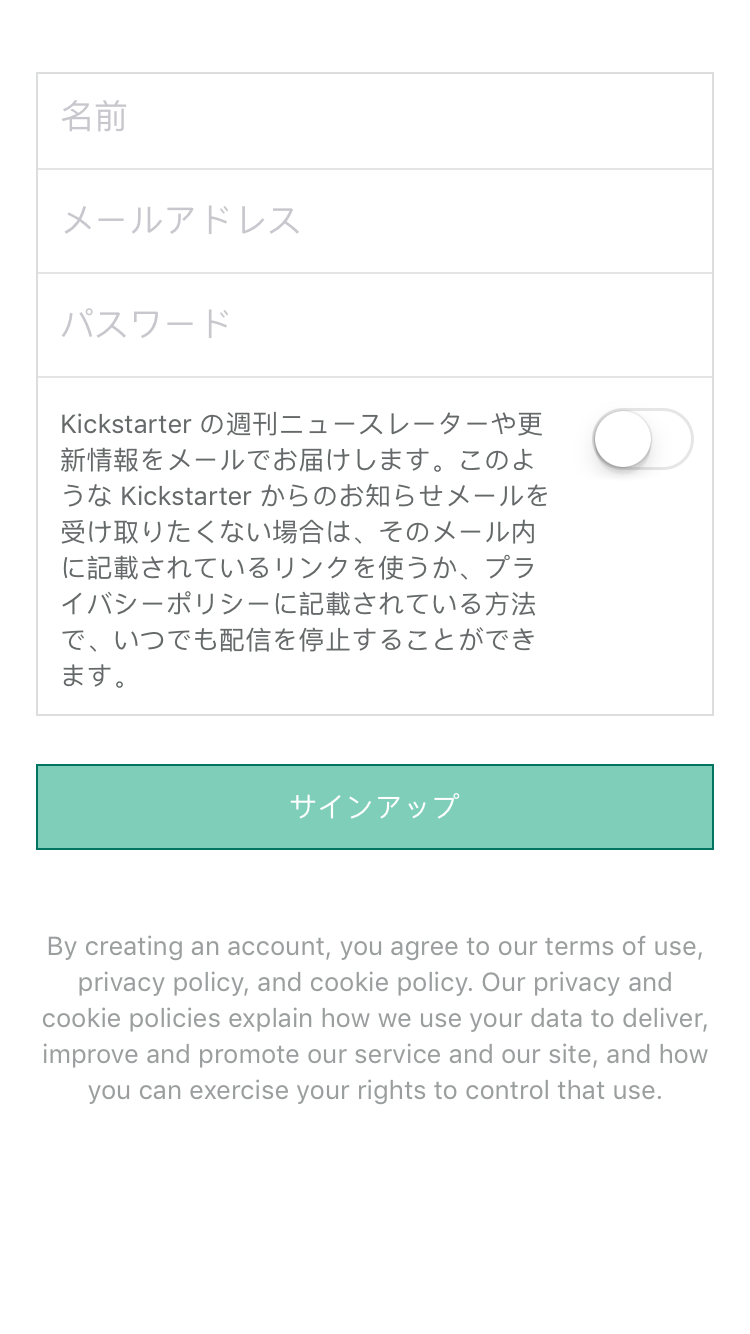 名前
メールアドレス
パスワード
Kickstarter の週刊ニュースレーターや更
新情報をメールでお届けします。このよ
うな Kickstarter からのお知らせメールを
受け取りたくない場合は、そのメール内
に記載されているリンクを使うか、プラ
イバシーポリシーに記載されている方法
で、いつでも配信を停止することができ
ます。
サインアップ
By creating an account, you agree to our terms of use,
privacy policy, and cookie policy. Our privacy and
cookie policies explain how we use your data to deliver,
improve and promote our service and our site, and how
you can exercise your rights to control that use.